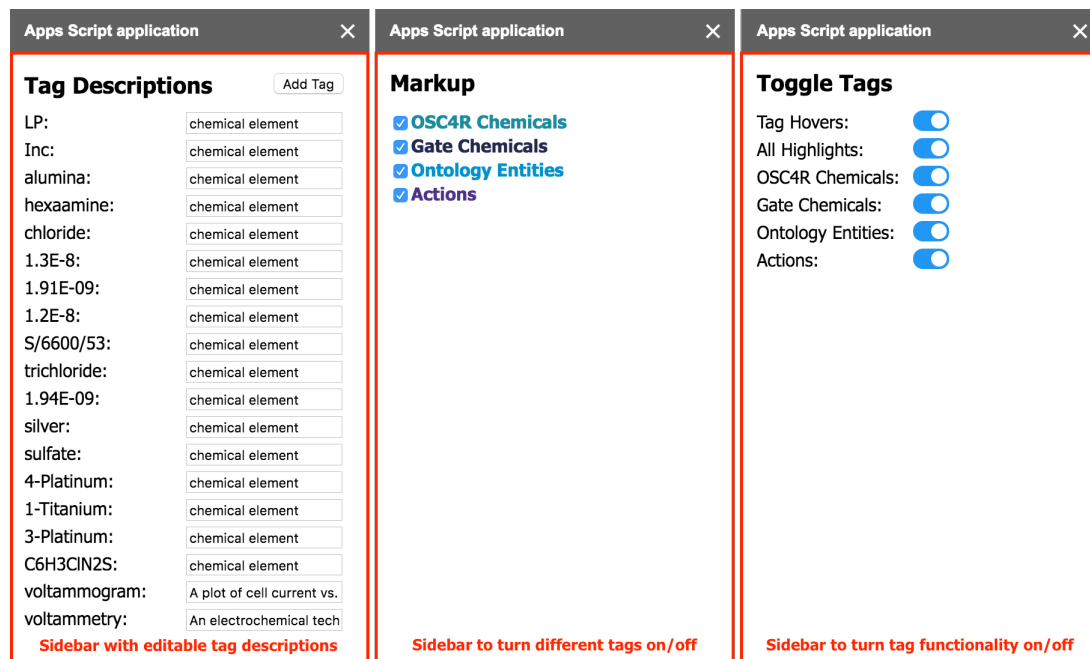 Apps Script application
Tag Descriptions
Add Tag
LP: chemical element
Inc: chemical element
alumina: chemical element
hexaamine: chemical element
chloride: chemical element
1.3E-8: chemical element
1.91E-09: chemical element
1.2E-8: chemical element
S/6600/53: chemical element
trichloride: chemical element
1.94E-09: chemical element
silver: chemical element
sulfate: chemical element
4-Platinum: chemical element
1-Titanium: chemical element
3-Platinum: chemical element
C6H3ClN2S: chemical element
voltammogram: A plot of cell current vs.
voltammetry: An electrochemical tech
Sidebar with editable tag descriptions
Apps Script application
Markup
OSC4R Chemicals
Gate Chemicals
Ontology Entities
Actions
Sidebar to turn different tags on/off
Apps Script application
Toggle Tags
Tag Hovers:
All Highlights:
OSC4R Chemicals:
Gate Chemicals:
Ontology Entities:
Actions:
Sidebar to turn tag functionality on/off